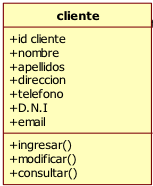 cliente
+id cliente
+nombre
+apellidos
+direccion
+telefono
+D.N.I
+email
+ingresar()
+modificar()
+consultar()